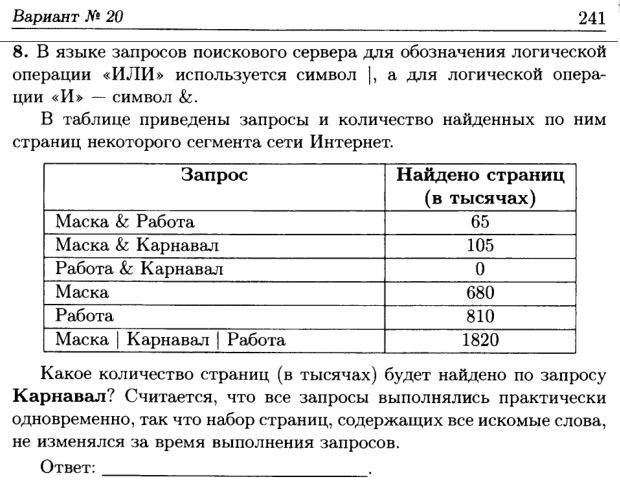 Вариант № 20 241
8. В языке запросов поискового сервера для обозначения логической
операции «ИЛИ» используется символ |, а для логической опера-
ции «И» — символ &.
В таблице приведены запросы и количество найденных по ним
страниц некоторого сегмента сети Интернет.
Запрос Найдено страниц
(в тысячах)
Маска & Работа 65
Маска & Карнавал 105
Работа & Карнавал 0
Маска 680
Работа 810
Маска | Карнавал | Работа 1820
Какое количество страниц (в тысячах) будет найдено по запросу
Карнавал? Считается, что все запросы выполнялись практически
одновременно, так что набор страниц, содержащих все искомые слова,
не изменялся за время выполнения запросов.
Ответ: ____________________.